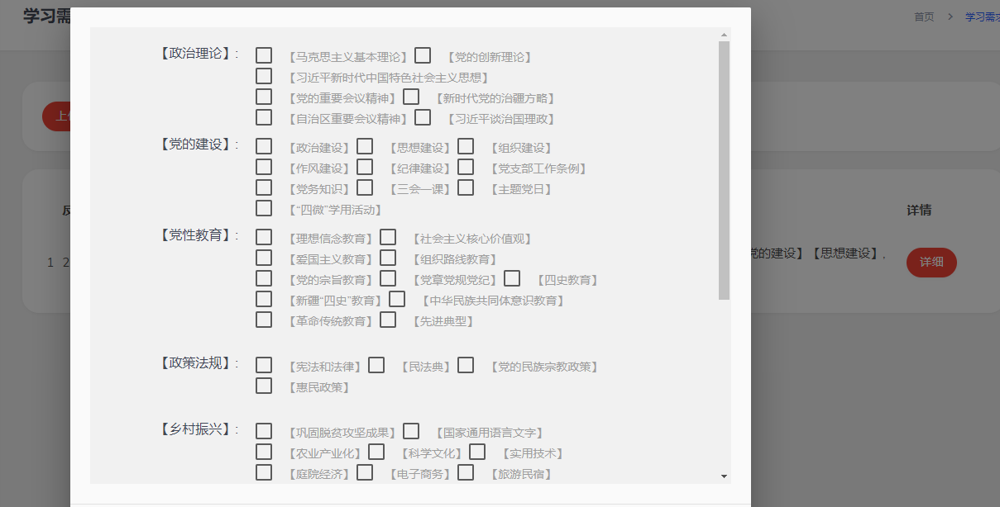 学习需
首页
学习需求
上传
【政治理论】：
【马克思主义基本理论】 【党的创新理论】
【习近平新时代中国特色社会主义思想】
【党的重要会议精神】 【新时代党的治疆方略】
【自治区重要会议精神】 【习近平谈治国理政】
【党的建设】：
【政治建设】 【思想建设】 【组织建设】
【作风建设】 【纪律建设】 【党支部工作条例】
【党务知识】 【三会一课】 【主题党日】
【“四微”学用活动】
【党性教育】：
【理想信念教育】 【社会主义核心价值观】
【爱国主义教育】 【组织路线教育】
【党的宗旨教育】 【党章党规党纪】 【四史教育】
【新疆“四史”教育】 【中华民族共同体意识教育】
【革命传统教育】 【先进典型】
【政策法规】：
【宪法和法律】 【民法典】 【党的民族宗教政策】
【惠民政策】
【乡村振兴】：
【巩固脱贫攻坚成果】 【国家通用语言文字】
【农业产业化】 【科学文化】 【实用技术】
【庭院经济】 【电子商务】 【旅游民宿】
详情
1 2
党的建设】【思想建设】,
详细